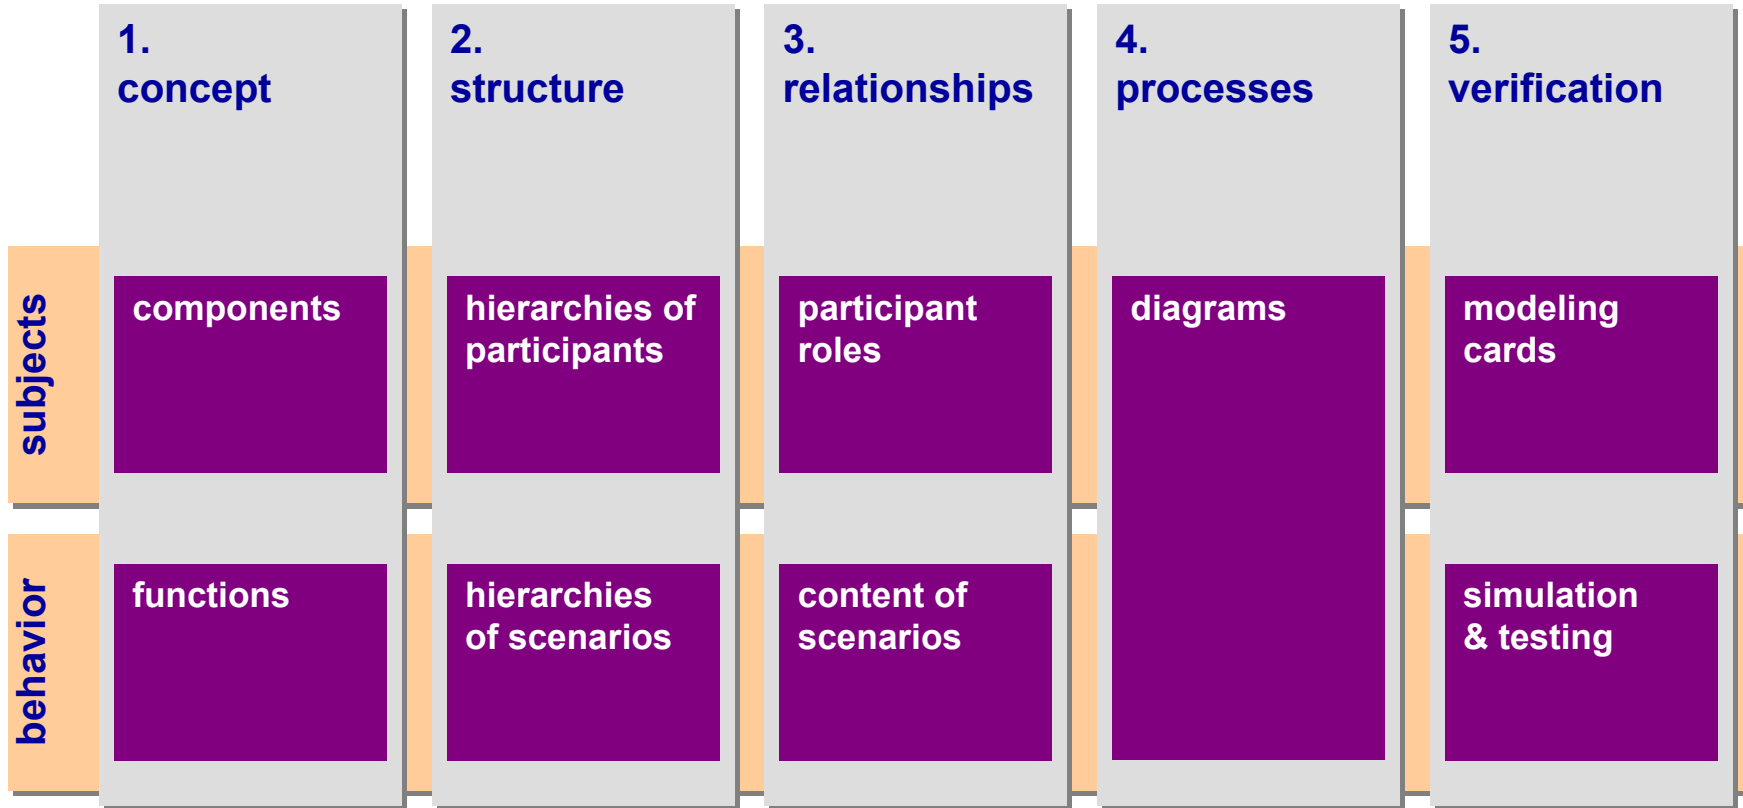 1.
concept
2.
structure
3.
relationships
4.
processes
5.
verification
subjects
components
hierarchies of
participants
participant
roles
diagrams
modeling
cards
behavior
functions
hierarchies
of scenarios
content of
scenarios
simulation
& testing